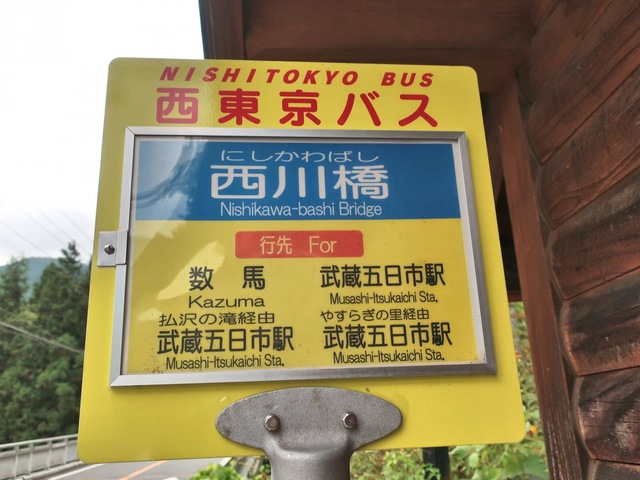 NISHITOKYO BUS
西東京バス
にしかわばし
西川橋
Nishikawa-bashi Bridge
行先 For
数馬
Kazuma
武蔵五日市駅
Musashi-Itsukaichi Sta.
払沢の滝経由
武蔵五日市駅
Musashi-Itsukaichi Sta.
やすらぎの里経由
武蔵五日市駅
Musashi-Itsukaichi Sta.